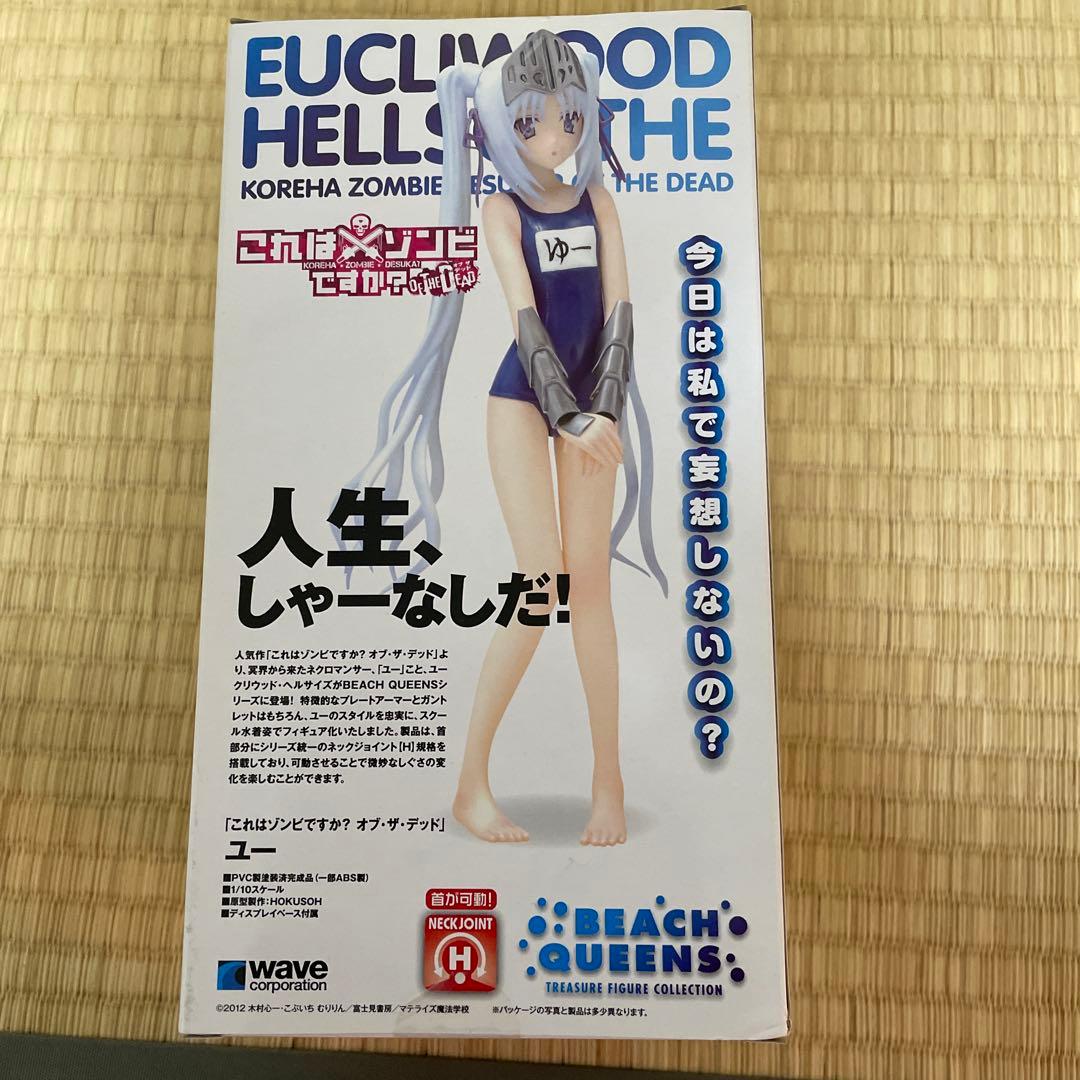 EUCLIWOOD
HELLS THE
KOREHA ZOMBIE DESU OF THE DEAD
これは ゾンビ
KOREHA・ZOMBIE・DESUKA?
ですか? OF THE DEAD
オブ ザ デッド
ゆー
今日は私で妄想しないの?
人生、
しゃーなしだ!
人気作「これはゾンビですか? オブ・ザ・デッド」よ
り、冥界から来たネクロマンサー、「ユー」こと、ユー
クリウッド・ヘルサイズがBEACH QUEENSシ
リーズに登場! 特徴的なプレートアーマーとガント
レットはもちろん、ユーのスタイルを忠実に、スクー
ル水着姿でフィギュア化いたしました。製品は、首
部分にシリーズ統一のネックジョイント[H]規格を
搭載しており、可動させることで微妙なしぐさの変
化を楽しむことができます。
「これはゾンビですか? オブ・ザ・デッド」
ユー
■PVC製塗装済完成品(一部ABS製)
■1/10スケール
■原型製作:HOKUSOH
■ディスプレイベース付属
首が可動!
NECK JOINT
H
BEACH
QUEENS
TREASURE FIGURE COLLECTION
wave
corporation
©2012 木村心一・こぶいち むりりん/富士見書房/マテライズ魔法学校
※パッケージの写真と製品は多少異なります。